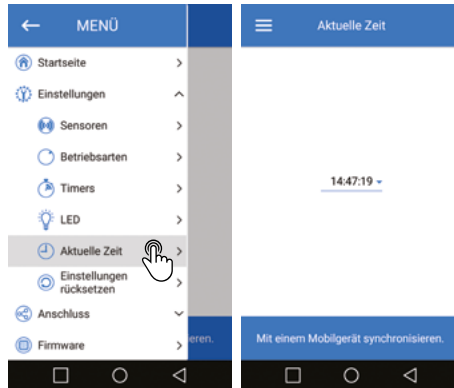 MENÜ
Startseite
Einstellungen
Sensoren
Betriebsarten
Timers
LED
Aktuelle Zeit
Einstellungen
rücksetzen
Anschluss
Firmware
ieren.
Aktuelle Zeit
14:47:19
Mit einem Mobilgerät synchronisieren.